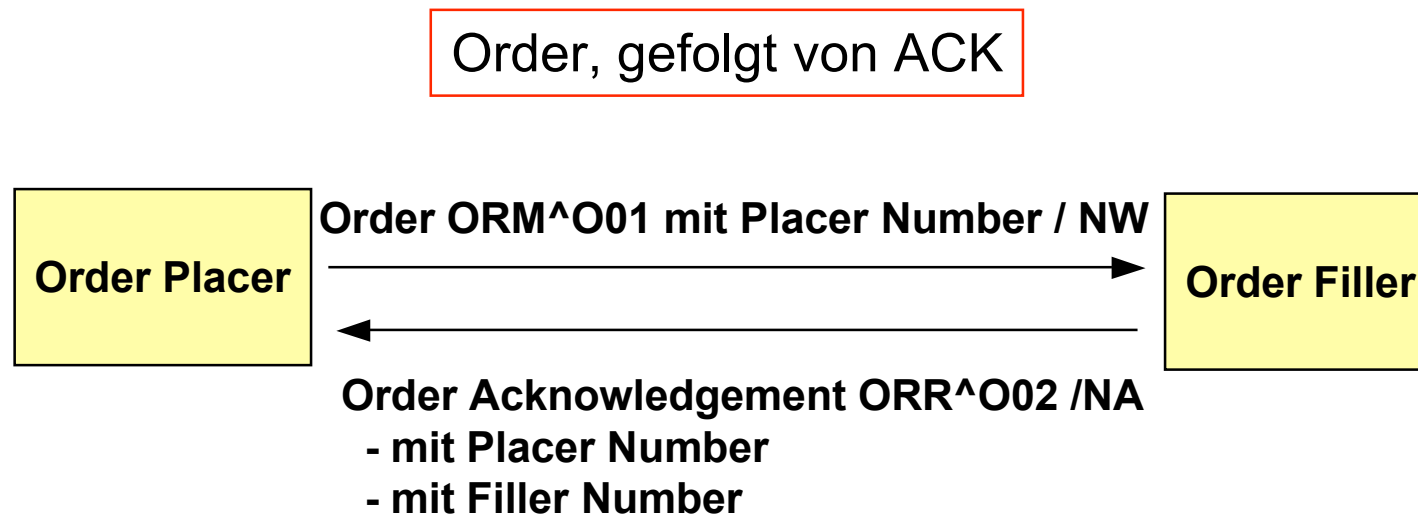 Order, gefolgt von ACK
Order Placer
Order ORM^O01 mit Placer Number / NW
Order Filler
Order Acknowledgement ORR^O02 /NA
- mit Placer Number
- mit Filler Number